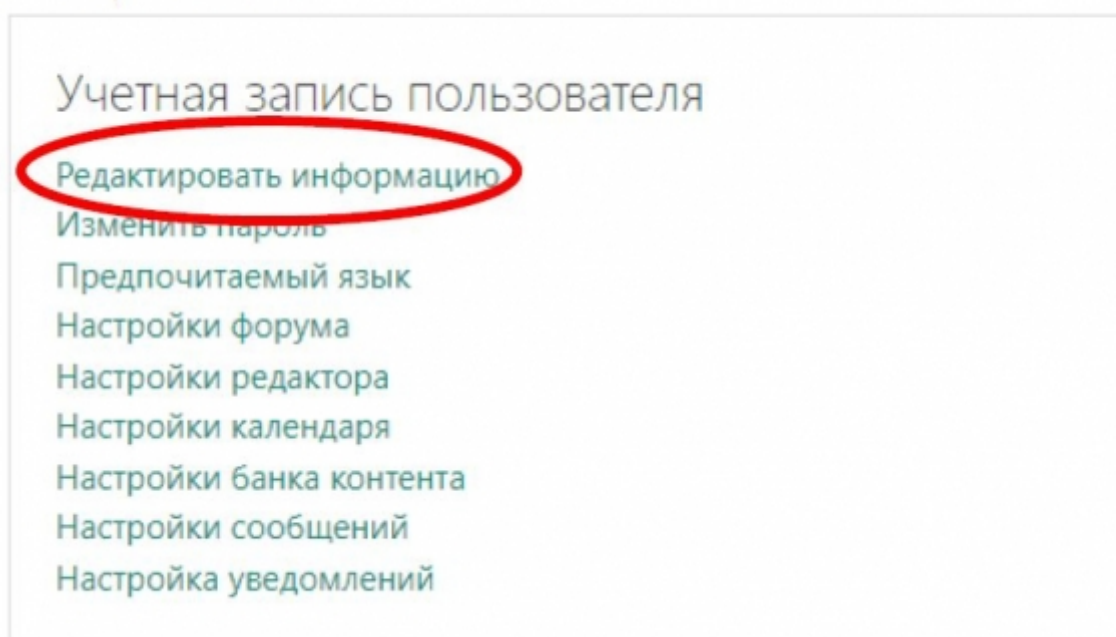 Учетная запись пользователя
Редактировать информацию
Изменить пароль
Предпочитаемый язык
Настройки форума
Настройки редактора
Настройки календаря
Настройки банка контента
Настройки сообщений
Настройка уведомлений